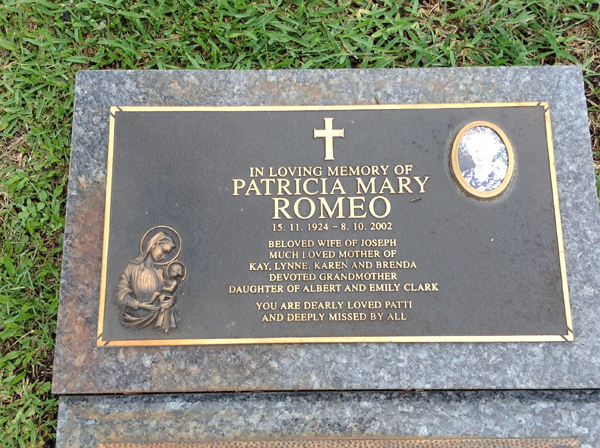 IN LOVING MEMORY OF
PATRICIA MARY
ROMEO
15. 11. 1924 – 8. 10. 2002
BELOVED WIFE OF JOSEPH
MUCH LOVED MOTHER OF
KAY, LYNNE, KAREN AND BRENDA
DEVOTED GRANDMOTHER
DAUGHTER OF ALBERT AND EMILY CLARK
YOU ARE DEARLY LOVED PATTI
AND DEEPLY MISSED BY ALL